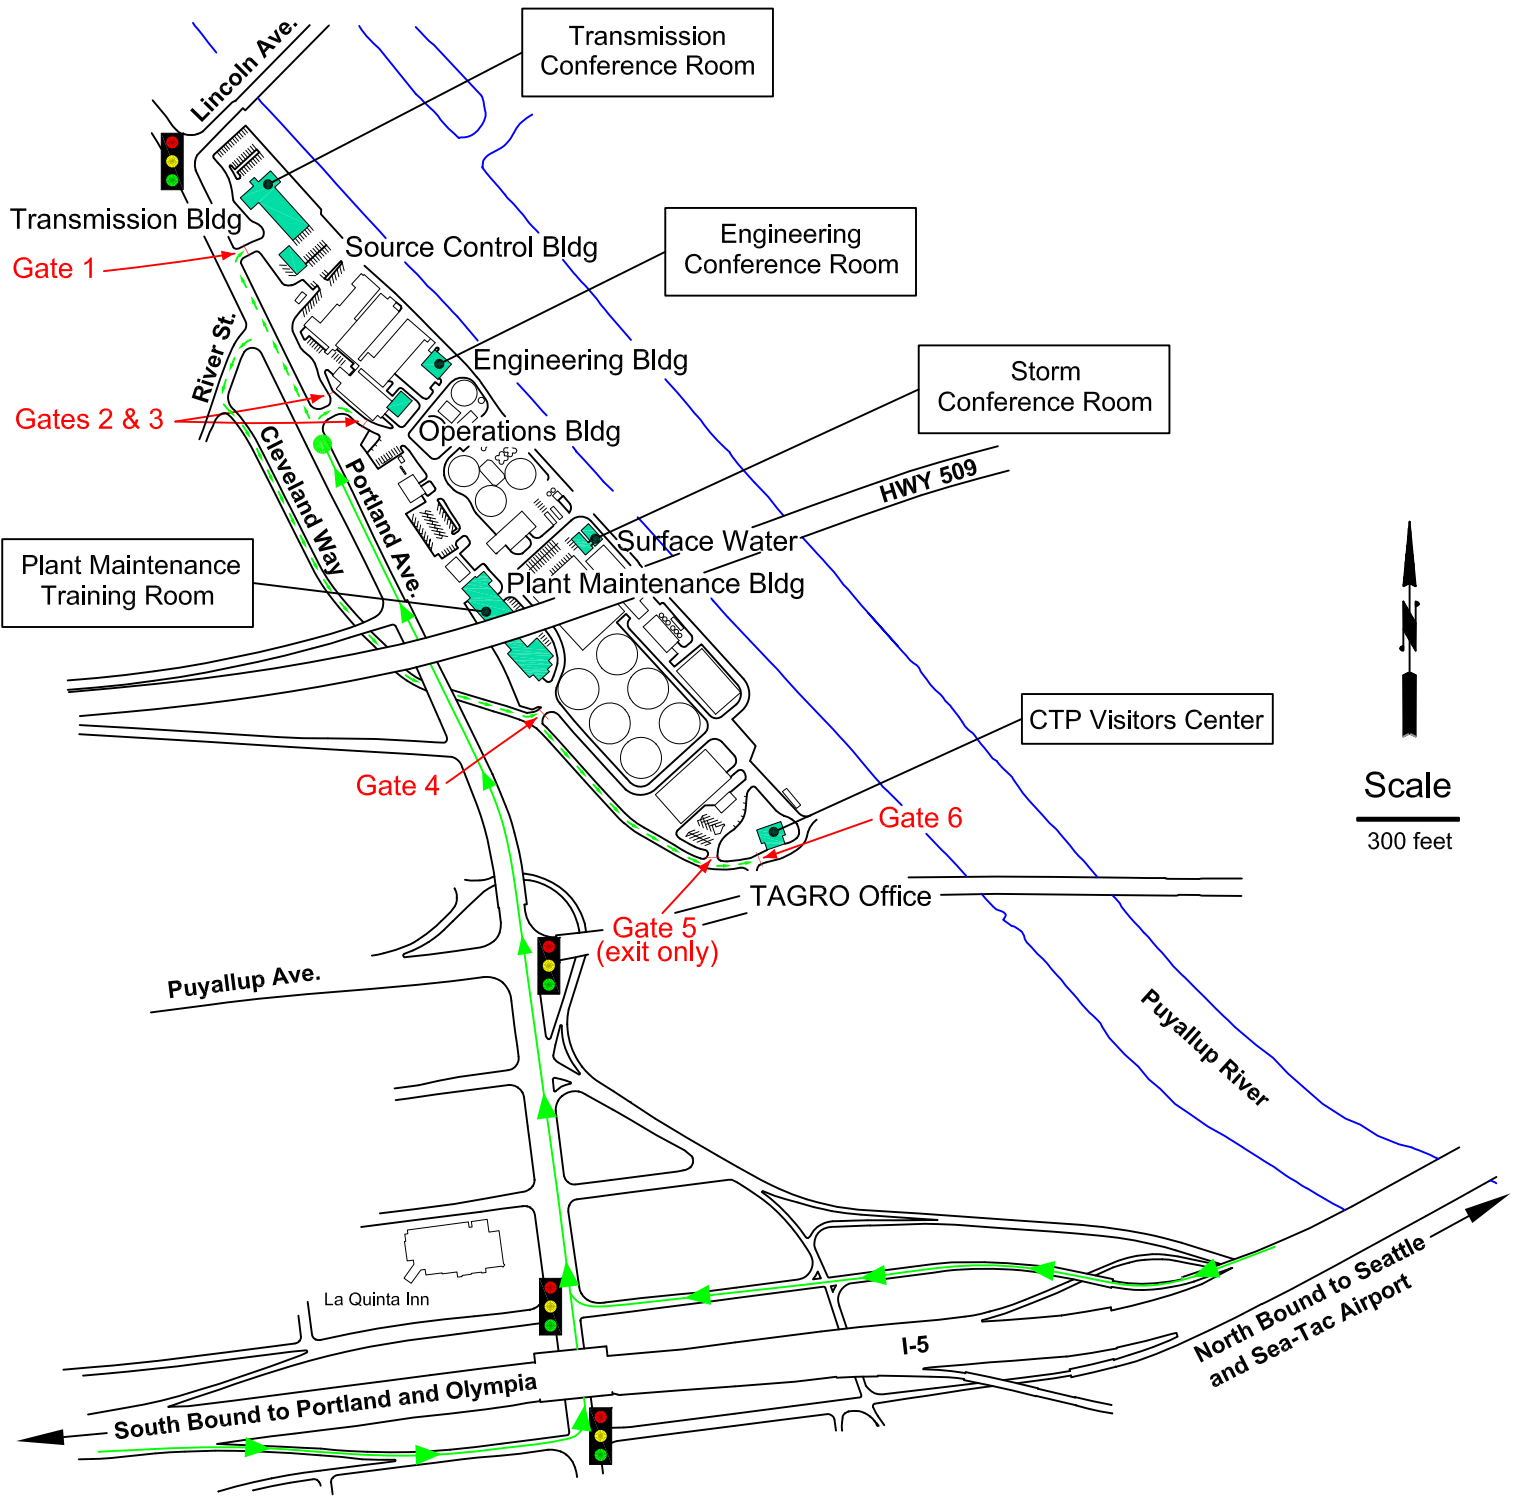 Lincoln Ave.
Transmission
Conference Room
Transmission Bldg
Gate 1
Source Control Bldg
Engineering
Conference Room
River St.
Engineering Bldg
Storm
Conference Room
Gates 2 & 3
Operations Bldg
Cleveland Way
Portland Ave.
HWY 509
Surface Water
Plant Maintenance
Training Room
Plant Maintenance Bldg
N
CTP Visitors Center
Gate 4
Scale
300 feet
Gate 6
TAGRO Office
Gate 5
(exit only)
Puyallup Ave.
Puyallup River
La Quinta Inn
I-5
North Bound to Seattle
and Sea-Tac Airport
South Bound to Portland and Olympia